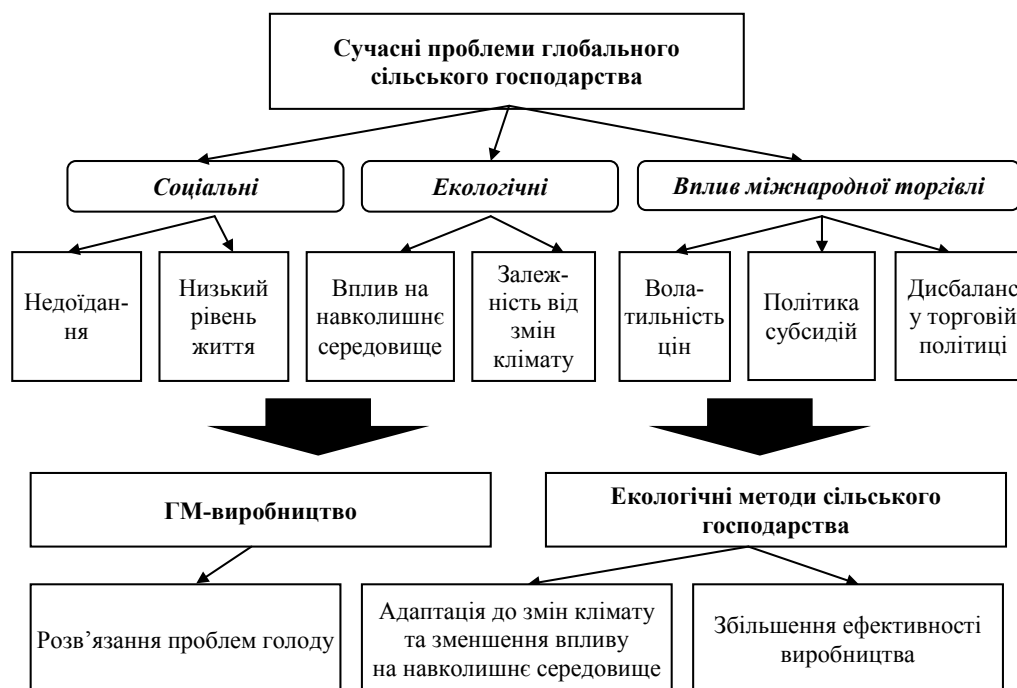 Сучасні проблеми глобального
сільського господарства
Соціальні
Екологічні
Вплив міжнародної торгівлі
Недоїдан-
ня
Низький
рівень
життя
Вплив на
навколишнє
середовище
Залеж-
ність від
змін
клімату
Вола-
тильність
цін
Політика
субсидій
Дисбаланс
у торговій
політиці
ГМ-виробництво
Екологічні методи сільського
господарства
Розв’язання проблем голоду
Адаптація до змін клімату
та зменшення впливу
на навколишнє середовище
Збільшення ефективності
виробництва